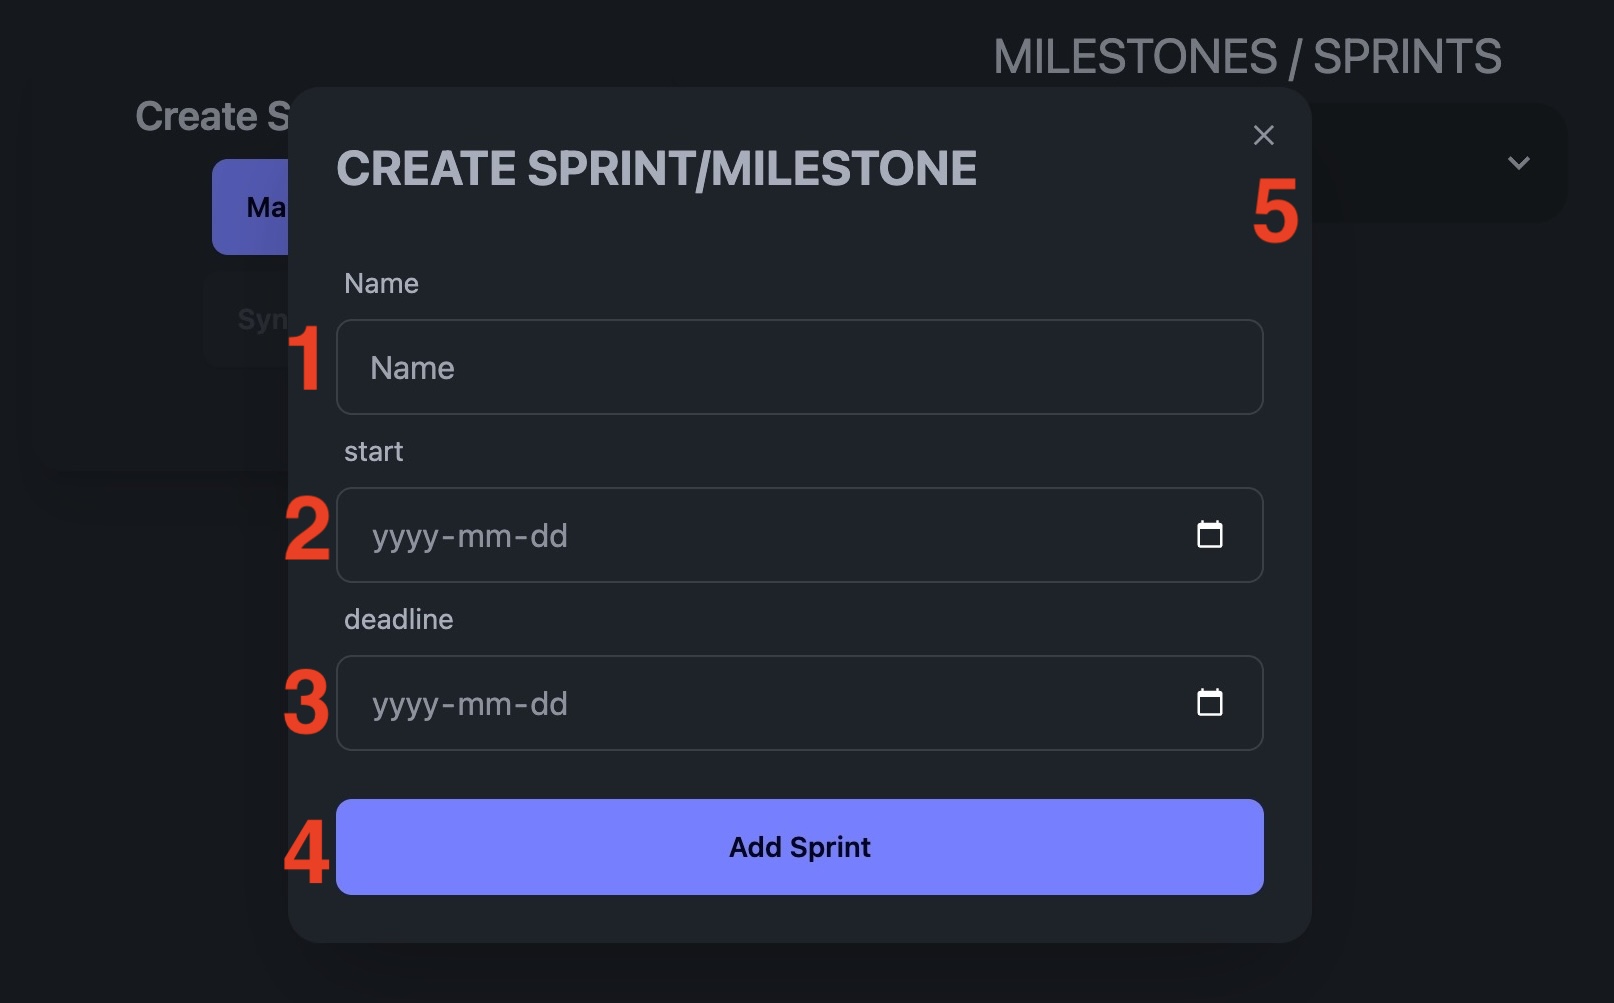 MILESTONES / SPRINTS
Create S
Ma
Syn
CREATE SPRINT/MILESTONE
5
Name
1
Name
start
2
yyyy-mm-dd
deadline
3
yyyy-mm-dd
4
Add Sprint